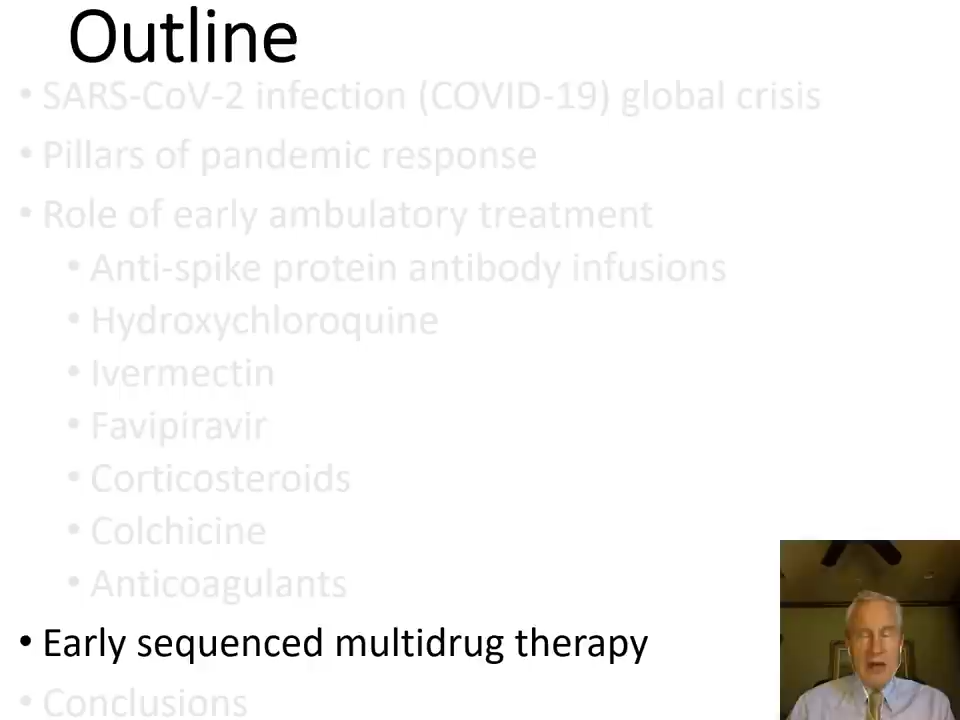 Outline
• SARS-CoV-2 infection (COVID-19) global crisis
• Pillars of pandemic response
• Role of early ambulatory treatment
• Anti-spike protein antibody infusions
• Hydroxychloroquine
• Ivermectin
• Favipiravir
• Corticosteroids
• Colchicine
• Anticoagulants
• Early sequenced multidrug therapy
• Conclusions